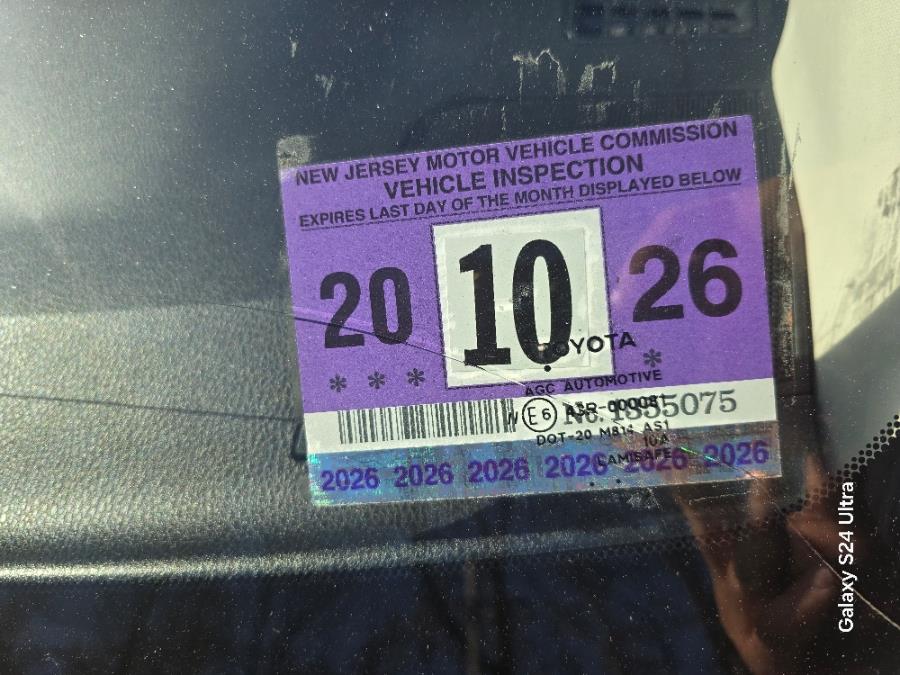 NEW JERSEY MOTOR VEHICLE COMMISSION
VEHICLE INSPECTION
EXPIRES LAST DAY OF THE MONTH DISPLAYED BELOW
20 10 26
TOYOTA
* * * *
AGC AUTOMOTIVE
E6
DOT-20 M814 AS1
2026 2026 2026 2026 2026 2026
Galaxy S24 Ultra